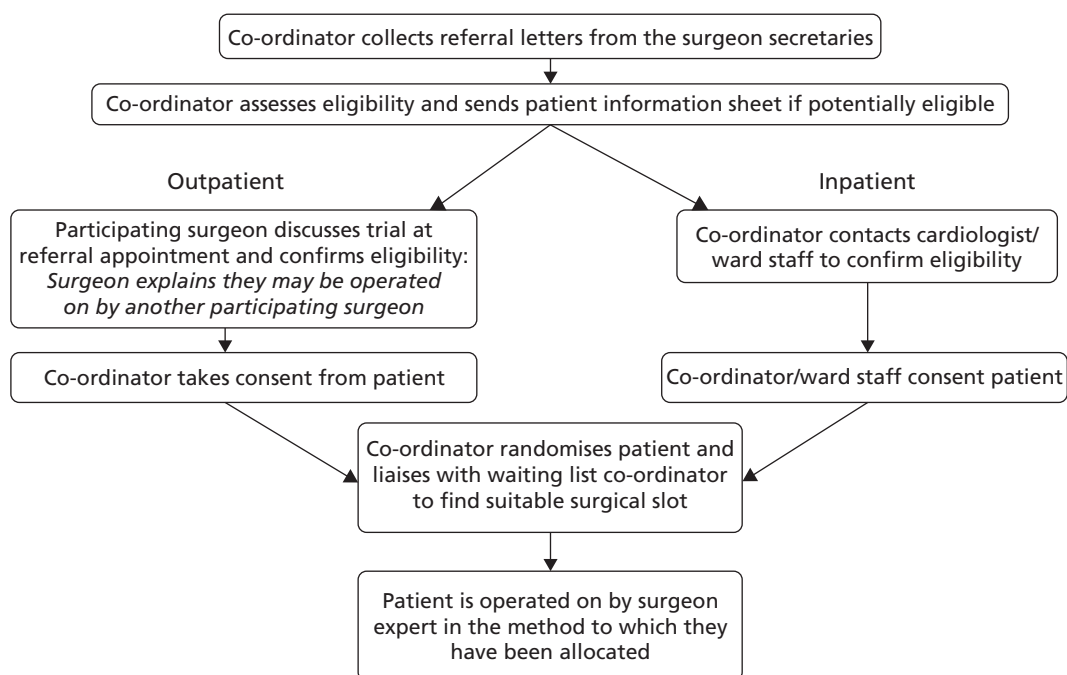 Co-ordinator collects referral letters from the surgeon secretaries
Co-ordinator assesses eligibility and sends patient information sheet if potentially eligible
Outpatient
Inpatient
Participating surgeon discusses trial at
referral appointment and confirms eligibility:
Surgeon explains they may be operated
on by another participating surgeon
Co-ordinator contacts cardiologist/
ward staff to confirm eligibility
Co-ordinator takes consent from patient
Co-ordinator/ward staff consent patient
Co-ordinator randomises patient and
liaises with waiting list co-ordinator
to find suitable surgical slot
Patient is operated on by surgeon
expert in the method to which they
have been allocated